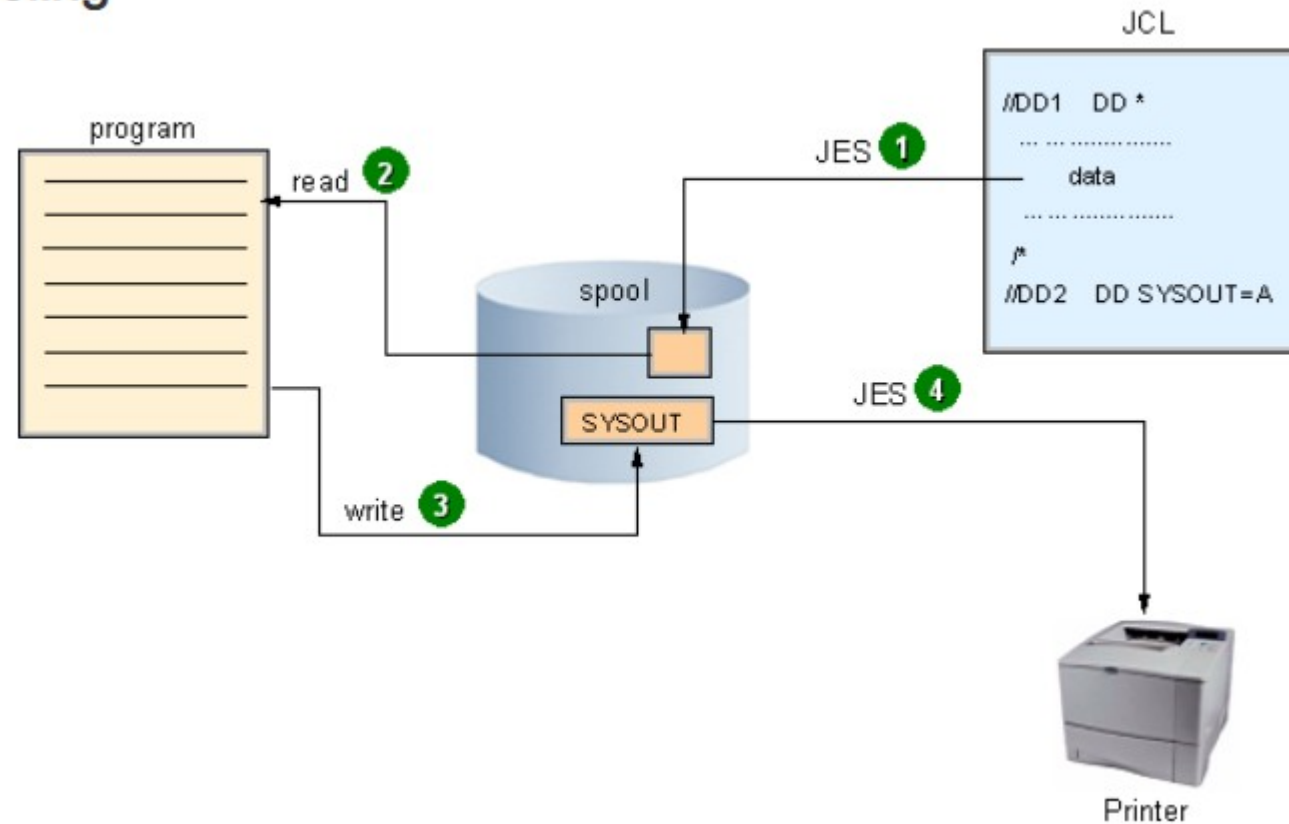 JCL
//DD1 DD *
... ... ..............
data
... ... ..............
/*
//DD2 DD SYSOUT=A
program
JES 1
read 2
spool
SYSOUT
JES 4
write 3
Printer